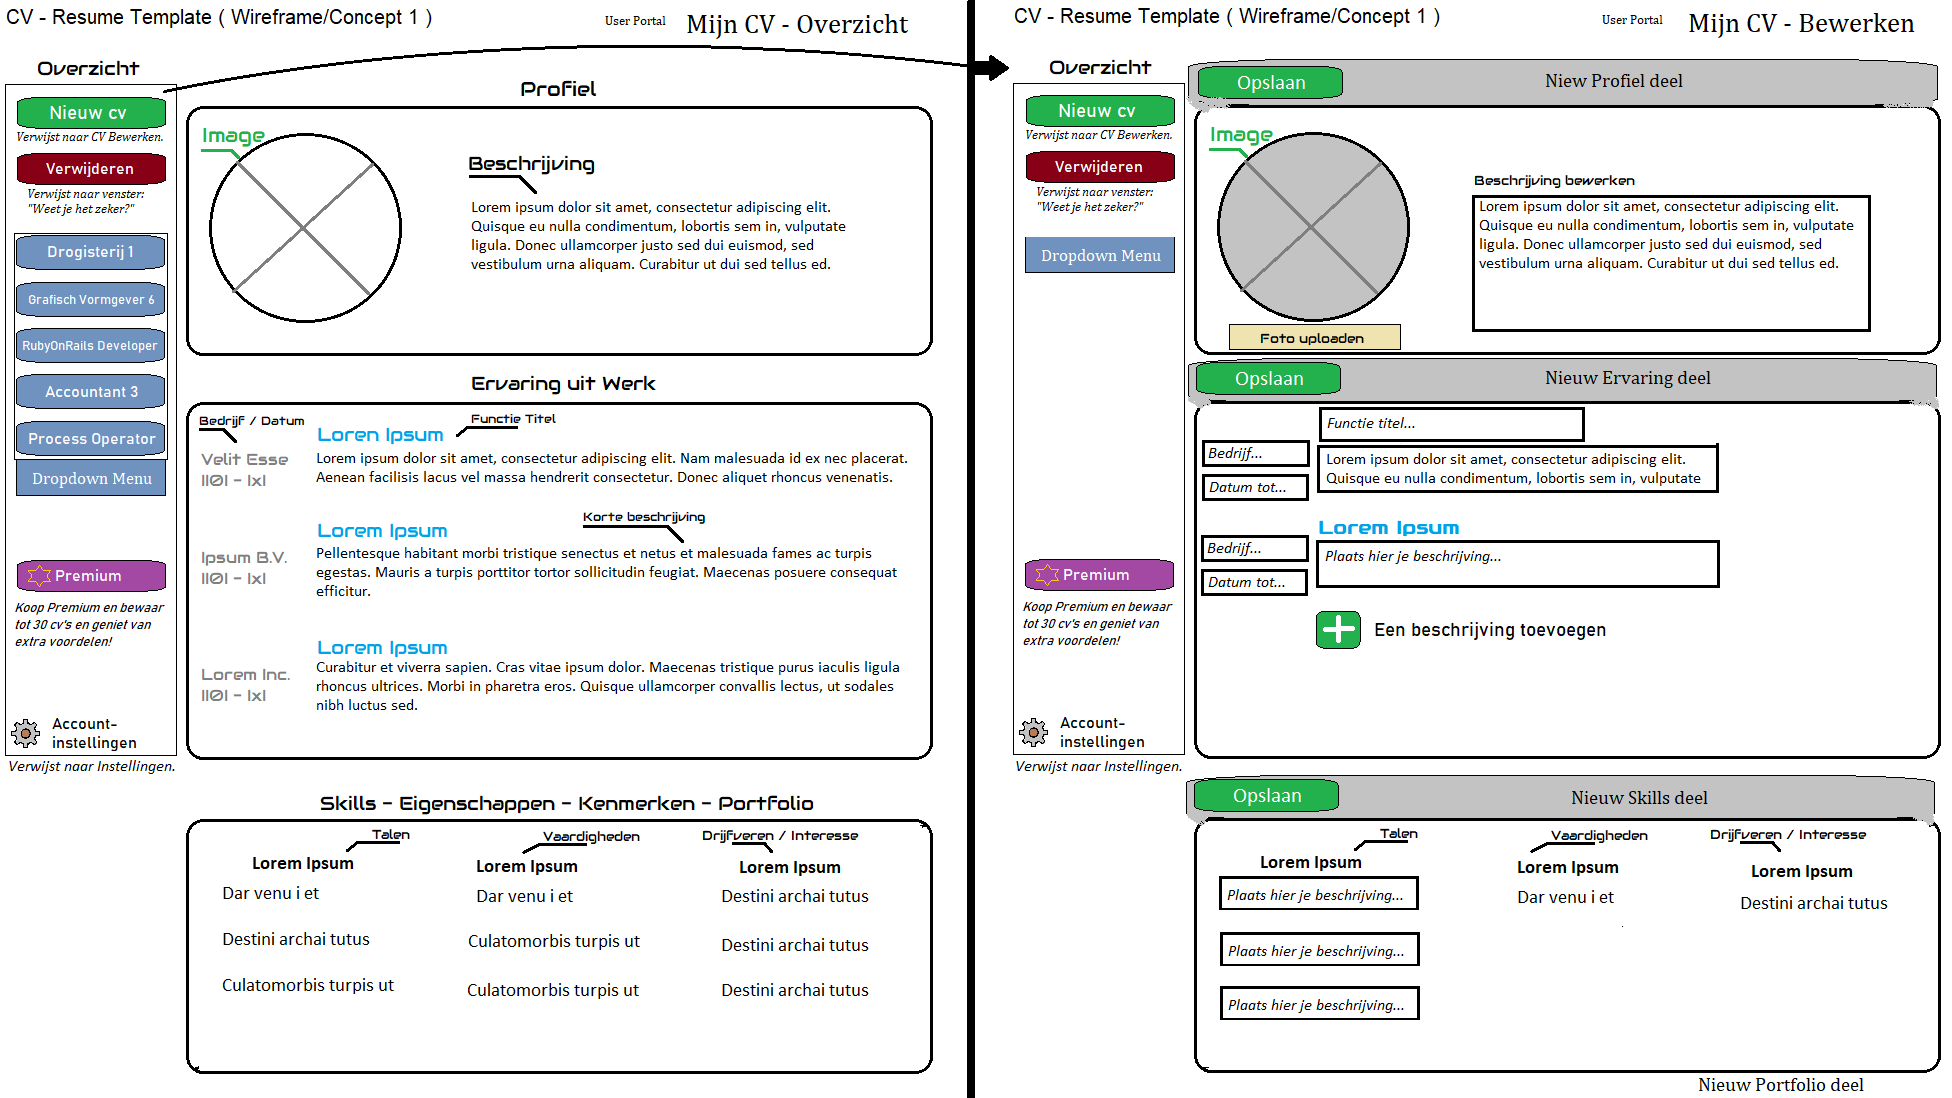 CV - Resume Template ( Wireframe/Concept 1 )
User Portal
Mijn CV - Overzicht
Overzicht
Nieuw cv
Verwijst naar CV Bewerken.
Verwijderen
Verwijst naar venster:
"Weet je het zeker?"
Drogisterij 1
Grafisch Vormgever 6
RubyOnRails Developer
Accountant 3
Process Operator
Dropdown Menu
Premium
Koop Premium en bewaar
tot 30 cv's en geniet van
extra voordelen!
Account-
instellingen
Verwijst naar Instellingen.
Profiel
Image
Beschrijving
Lorem ipsum dolor sit amet, consectetur adipiscing elit.
Quisque eu nulla condimentum, lobortis sem in, vulputate
ligula. Donec ullamcorper justo sed dui euismod, sed
vestibulum urna aliquam. Curabitur ut dui sed tellus ed.
Ervaring uit Werk
Bedrijf / Datum
Functie Titel
Loren Ipsum
Velit Esse
||0| - |x|
Lorem ipsum dolor sit amet, consectetur adipiscing elit. Nam malesuada id ex nec placerat.
Aenean facilisis lacus vel massa hendrerit consectetur. Donec aliquet rhoncus venenatis.
Korte beschrijving
Lorem Ipsum
Ipsum B.V.
||0| - |x|
Pellentesque habitant morbi tristique senectus et netus et malesuada fames ac turpis
egestas. Mauris a turpis porttitor tortor sollicitudin feugiat. Maecenas posuere consequat
efficitur.
Lorem Ipsum
Lorem Inc.
||0| - |x|
Curabitur et viverra sapien. Cras vitae ipsum dolor. Maecenas tristique purus iaculis ligula
rhoncus ultrices. Morbi in pharetra eros. Quisque ullamcorper convallis lectus, ut sodales
nibh luctus sed.
Skills - Eigenschappen - Kenmerken - Portfolio
Talen
Lorem Ipsum
Dar venu i et
Destini archai tutus
Culatomorbis turpis ut
Vaardigheden
Lorem Ipsum
Dar venu i et
Culatomorbis turpis ut
Culatomorbis turpis ut
Drijfveren / Interesse
Lorem Ipsum
Destini archai tutus
Destini archai tutus
Destini archai tutus
CV - Resume Template ( Wireframe/Concept 1 )
User Portal
Mijn CV - Bewerken
Overzicht
Nieuw cv
Verwijst naar CV Bewerken.
Verwijderen
Verwijst naar venster:
"Weet je het zeker?"
Dropdown Menu
Premium
Koop Premium en bewaar
tot 30 cv's en geniet van
extra voordelen!
Account-
instellingen
Verwijst naar Instellingen.
Opslaan
Niew Profiel deel
Image
Foto uploaden
Beschrijving bewerken
Lorem ipsum dolor sit amet, consectetur adipiscing elit.
Quisque eu nulla condimentum, lobortis sem in, vulputate
ligula. Donec ullamcorper justo sed dui euismod, sed
vestibulum urna aliquam. Curabitur ut dui sed tellus ed.
Opslaan
Nieuw Ervaring deel
Functie titel...
Bedrijf...
Datum tot...
Lorem ipsum dolor sit amet, consectetur adipiscing elit.
Quisque eu nulla condimentum, lobortis sem in, vulputate
Lorem Ipsum
Bedrijf...
Datum tot...
Plaats hier je beschrijving...
Een beschrijving toevoegen
Opslaan
Nieuw Skills deel
Talen
Lorem Ipsum
Plaats hier je beschrijving...
Plaats hier je beschrijving...
Plaats hier je beschrijving...
Vaardigheden
Lorem Ipsum
Dar venu i et
Drijfveren / Interesse
Lorem Ipsum
Destini archai tutus
Nieuw Portfolio deel